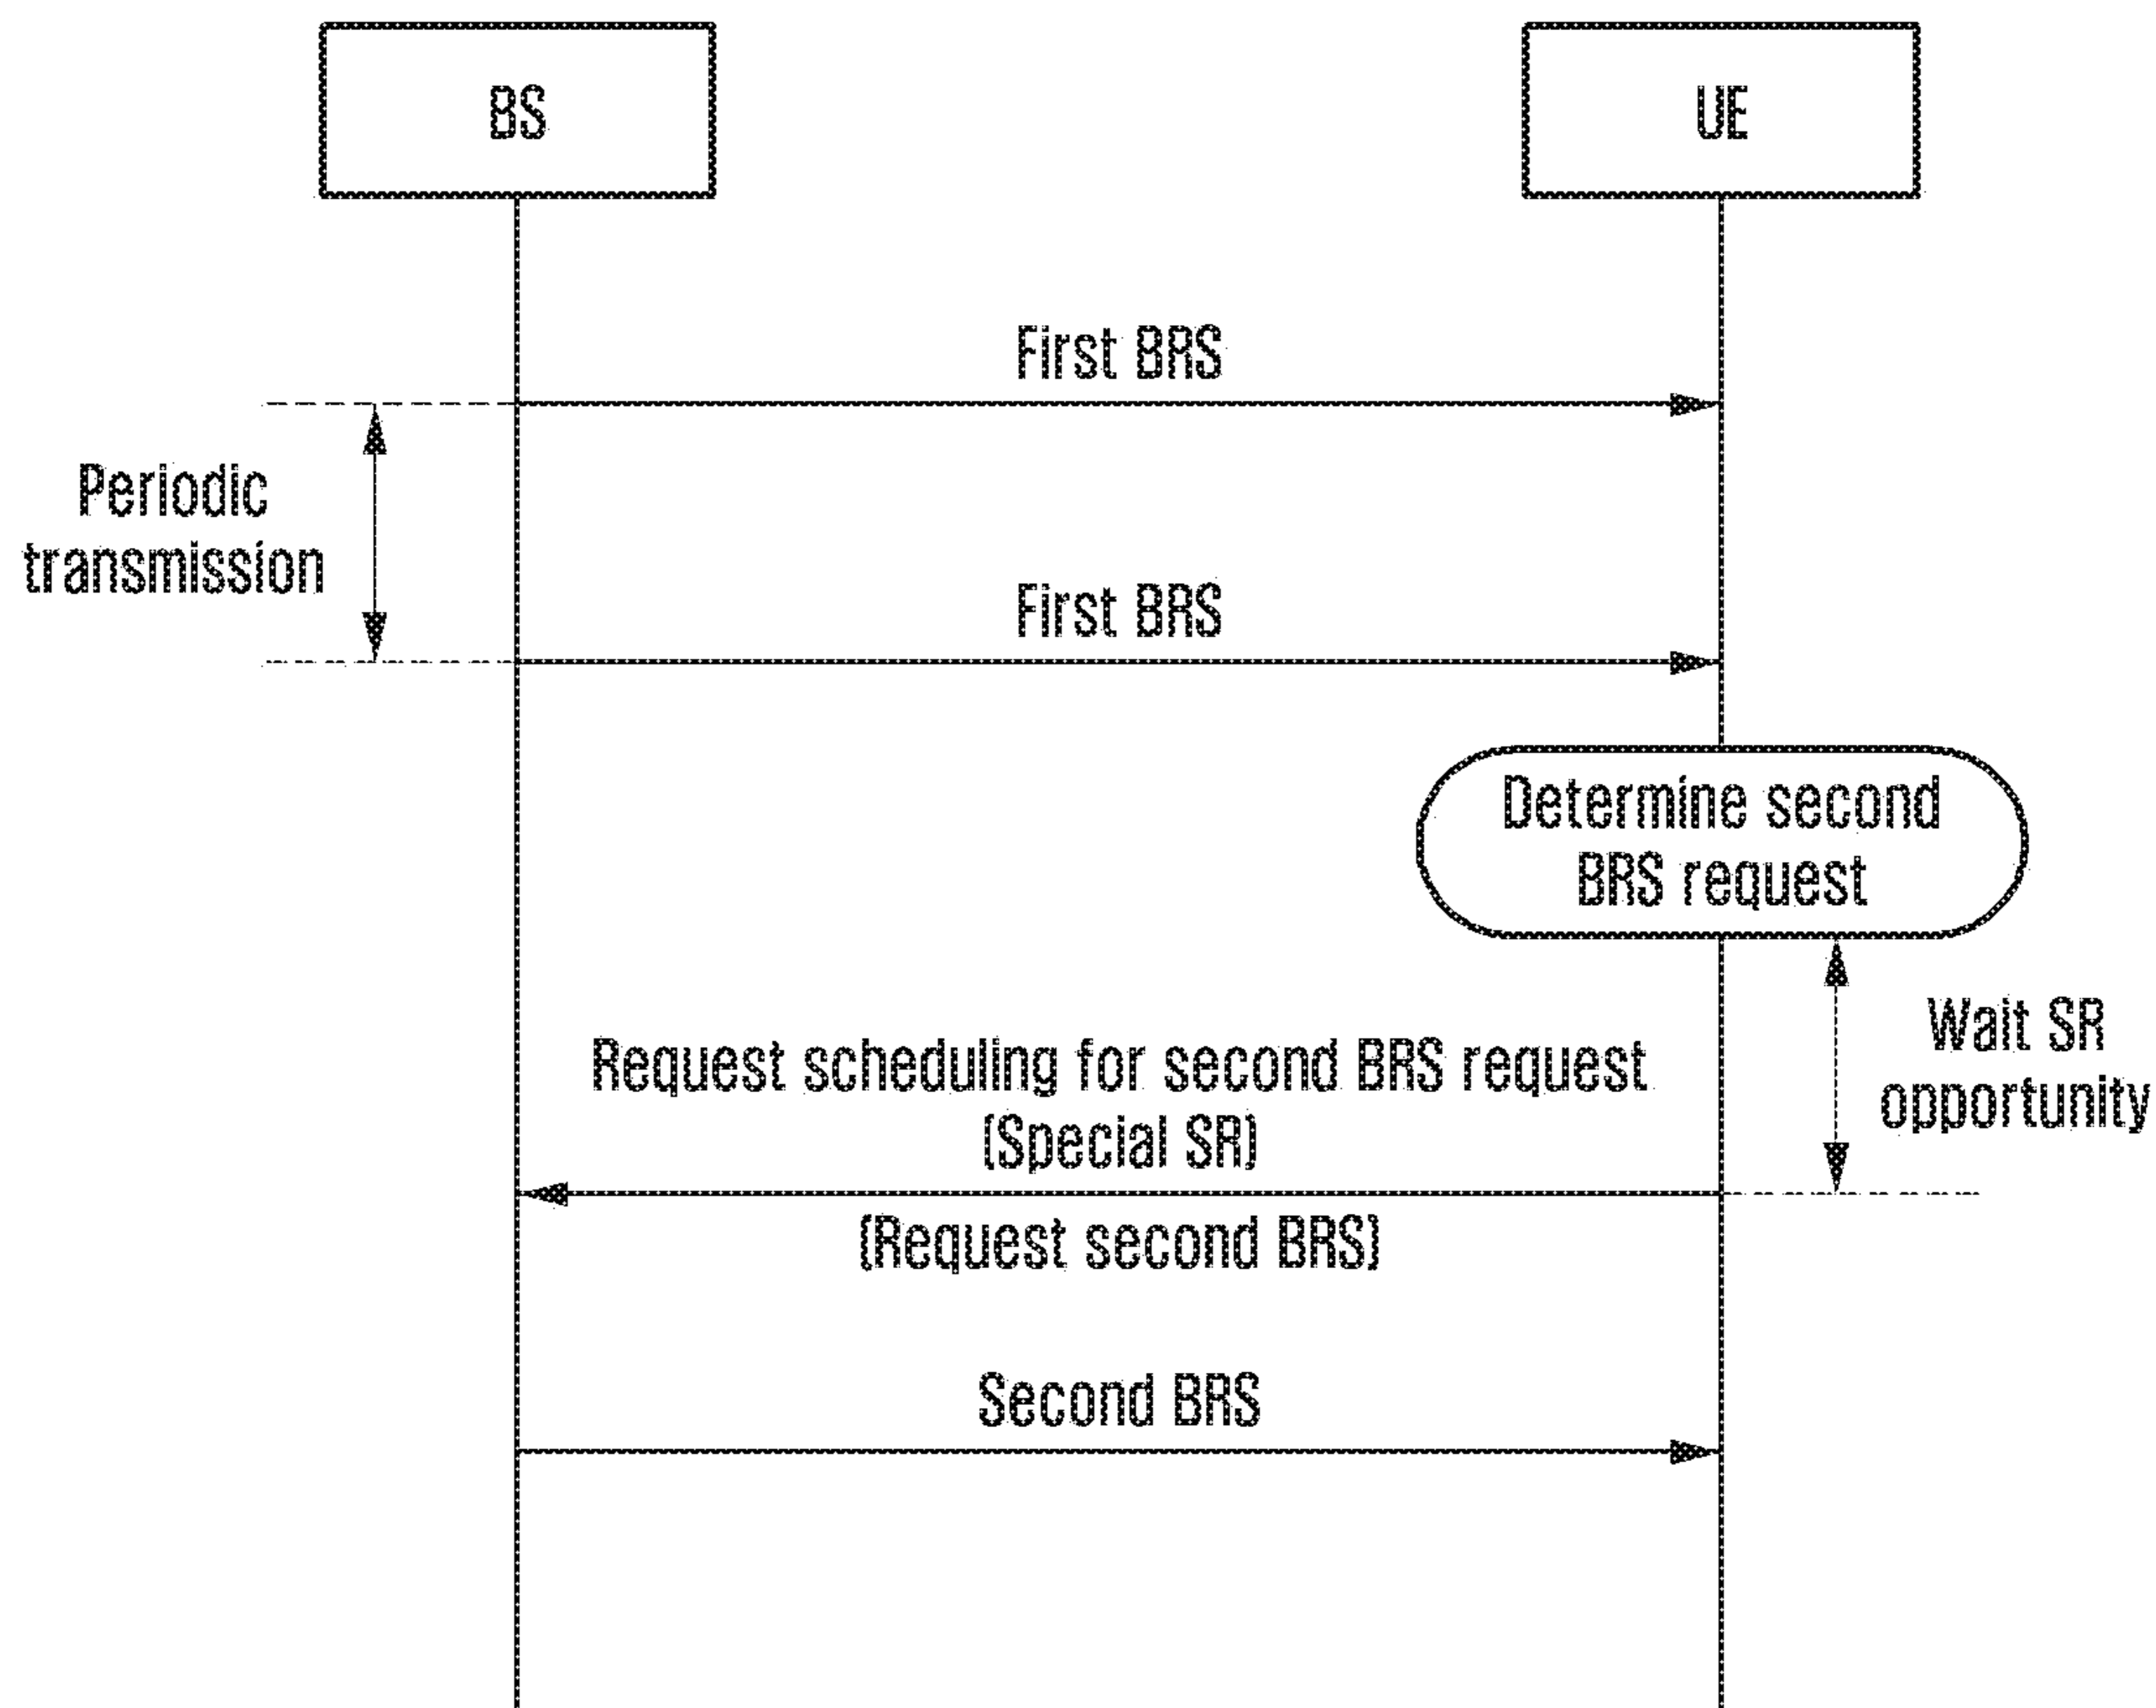 BS
UE
First BRS
Periodic
transmission
First BRS
Determine second
BRS request
Wait SR
opportunity
Request scheduling for second BRS request
(Special SR)
(Request second BRS)
Second BRS